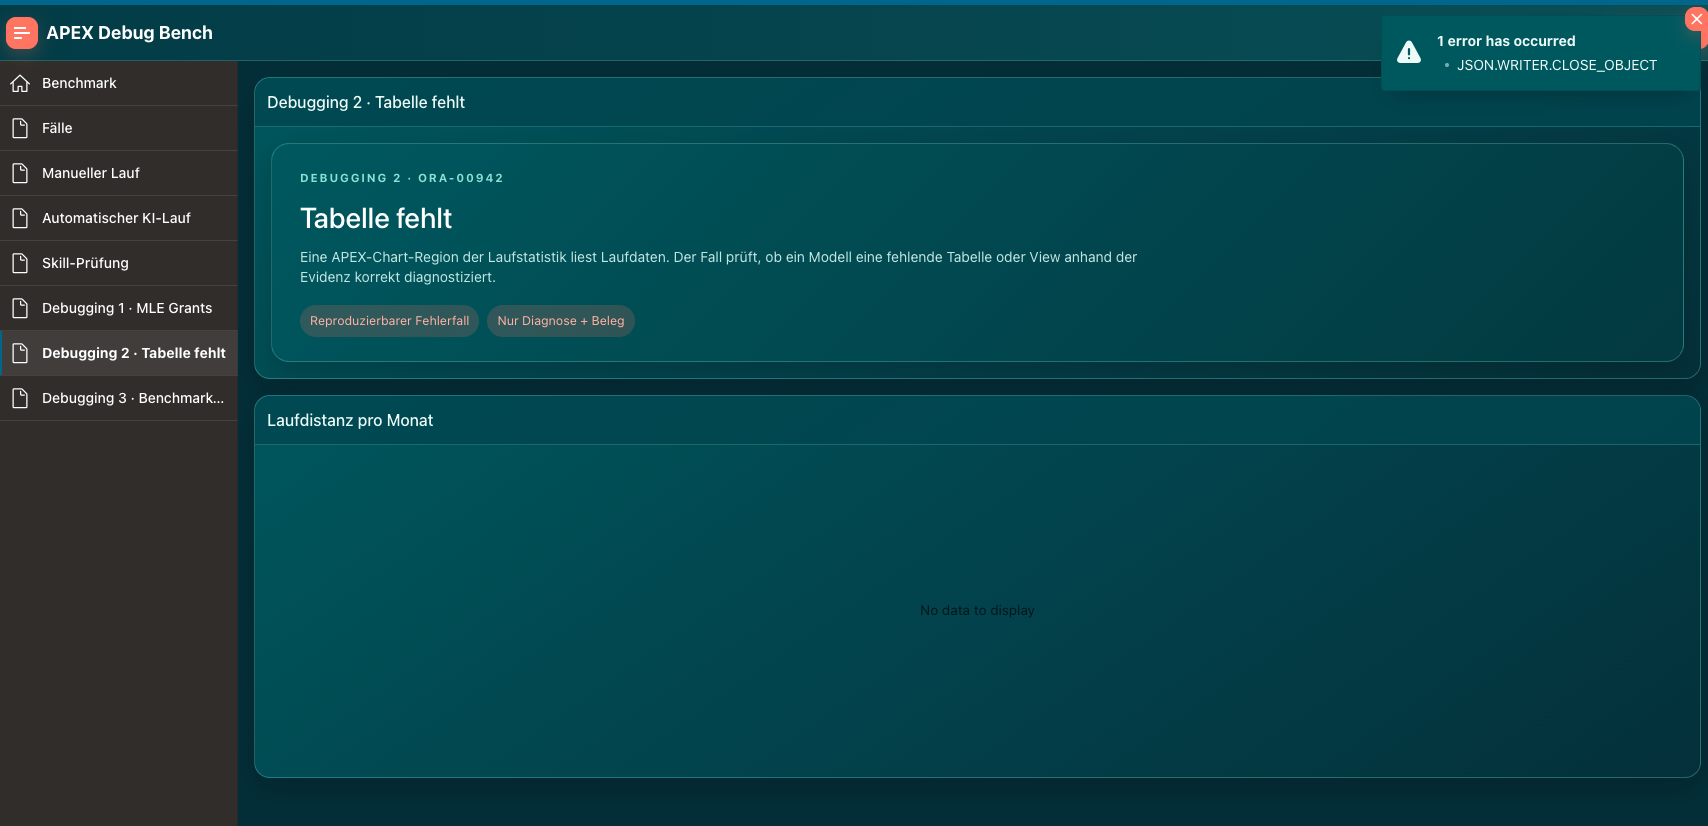 APEX Debug Bench
1 error has occurred
• JSON.WRITER.CLOSE_OBJECT
Benchmark
Fälle
Manueller Lauf
Automatischer KI-Lauf
Skill-Prüfung
Debugging 1 · MLE Grants
Debugging 2 · Tabelle fehlt
Debugging 3 · Benchmark...
Debugging 2 · Tabelle fehlt
DEBUGGING 2 · ORA-00942
Tabelle fehlt
Eine APEX-Chart-Region der Laufstatistik liest Laufdaten. Der Fall prüft, ob ein Modell eine fehlende Tabelle oder View anhand der
Evidenz korrekt diagnostiziert.
Reproduzierbarer Fehlerfall
Nur Diagnose + Beleg
Laufdistanz pro Monat
No data to display